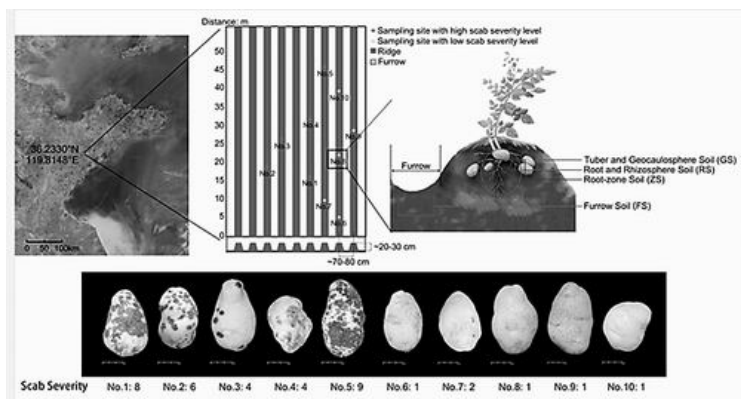 Distance: m
Sampling site with high scab severity level
Sampling site with low scab severity level
Ridge
Furrow
50
45
40
35
30
25
20
15
10
5
0
No.5
No.10
No.4
No.3
No.2
No.1
No.7
No.6
36.2330°N
119.8148°E
0 50 100km
~20-30 cm
~70-80 cm
Furrow
Tuber and Geocaulosphere Soil (GS)
Root and Rhizosphere Soil (RS)
Root-zone Soil (ZS)
Furrow Soil (FS)
Scab Severity No.1: 8 No.2: 6 No.3: 4 No.4: 4 No.5: 9 No.6: 1 No.7: 2 No.8: 1 No.9: 1 No.10: 1